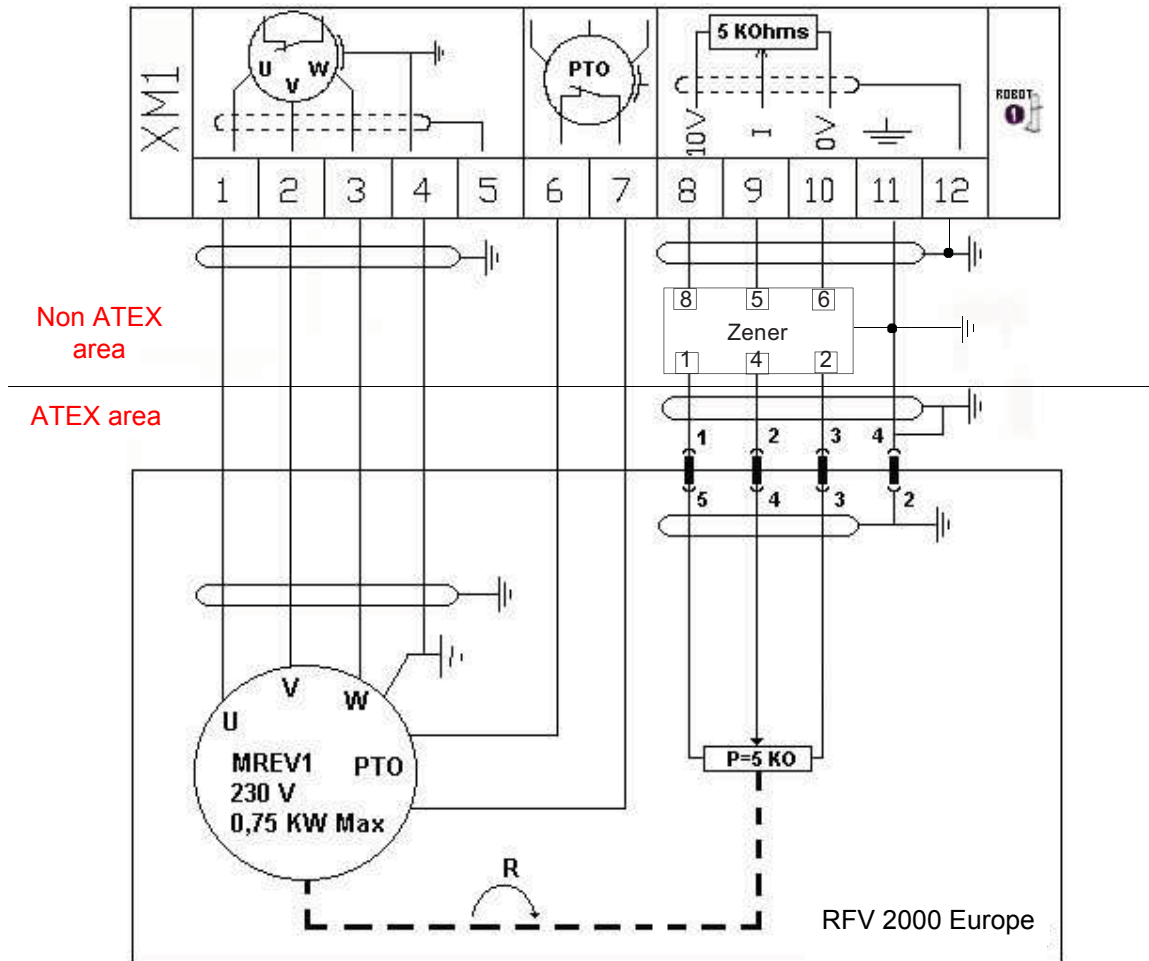 XM1
U V W
PTO
5 KOhms
10V I 0V
ROBOT
1
1 2 3 4 5 6 7 8 9 10 11 12
8 5 6
Zener
1 4 2
Non ATEX
area
ATEX area
1 2 3 4
5 4 3 2
U V W
MREV1 PTO
230 V
0,75 KW Max
P=5 KO
R
RFV 2000 Europe